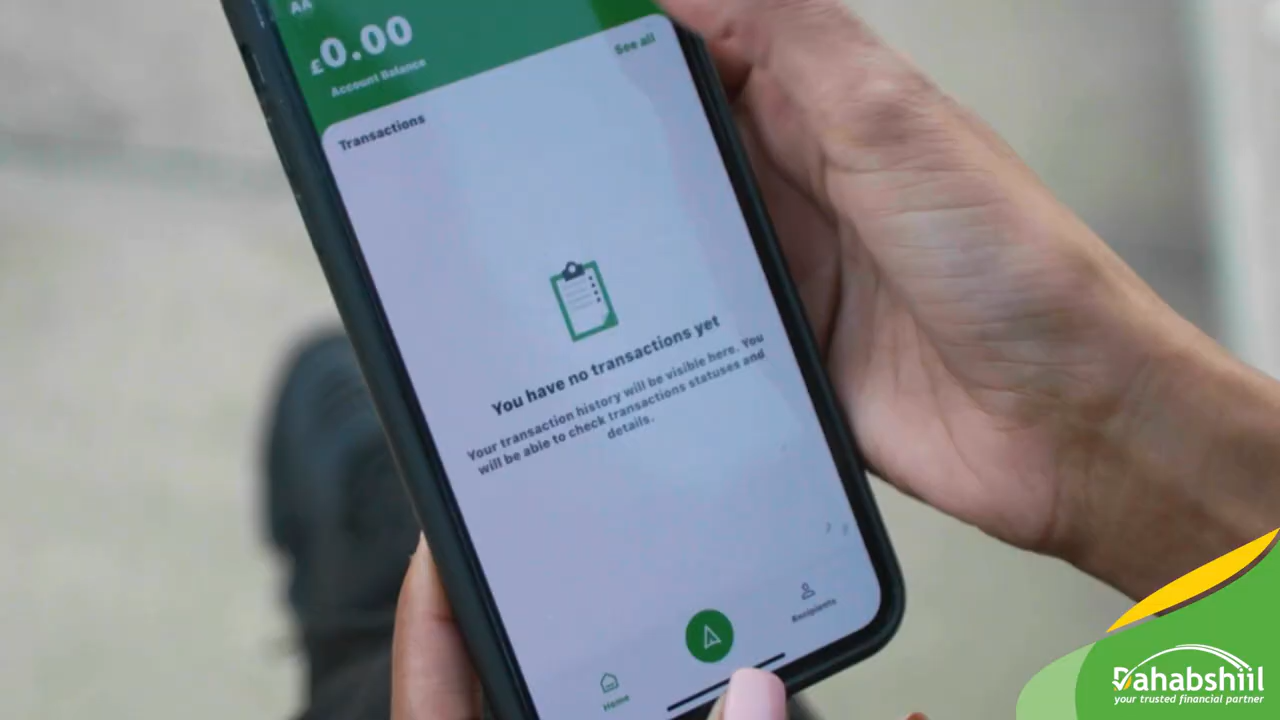 AA
£0.00
Account Balance
See all
Transactions
You have no transactions yet
Your transaction history will be visible here. You
will be able to check transactions statuses and
details.
Home
Recipients
Dahabshiil
your trusted financial partner